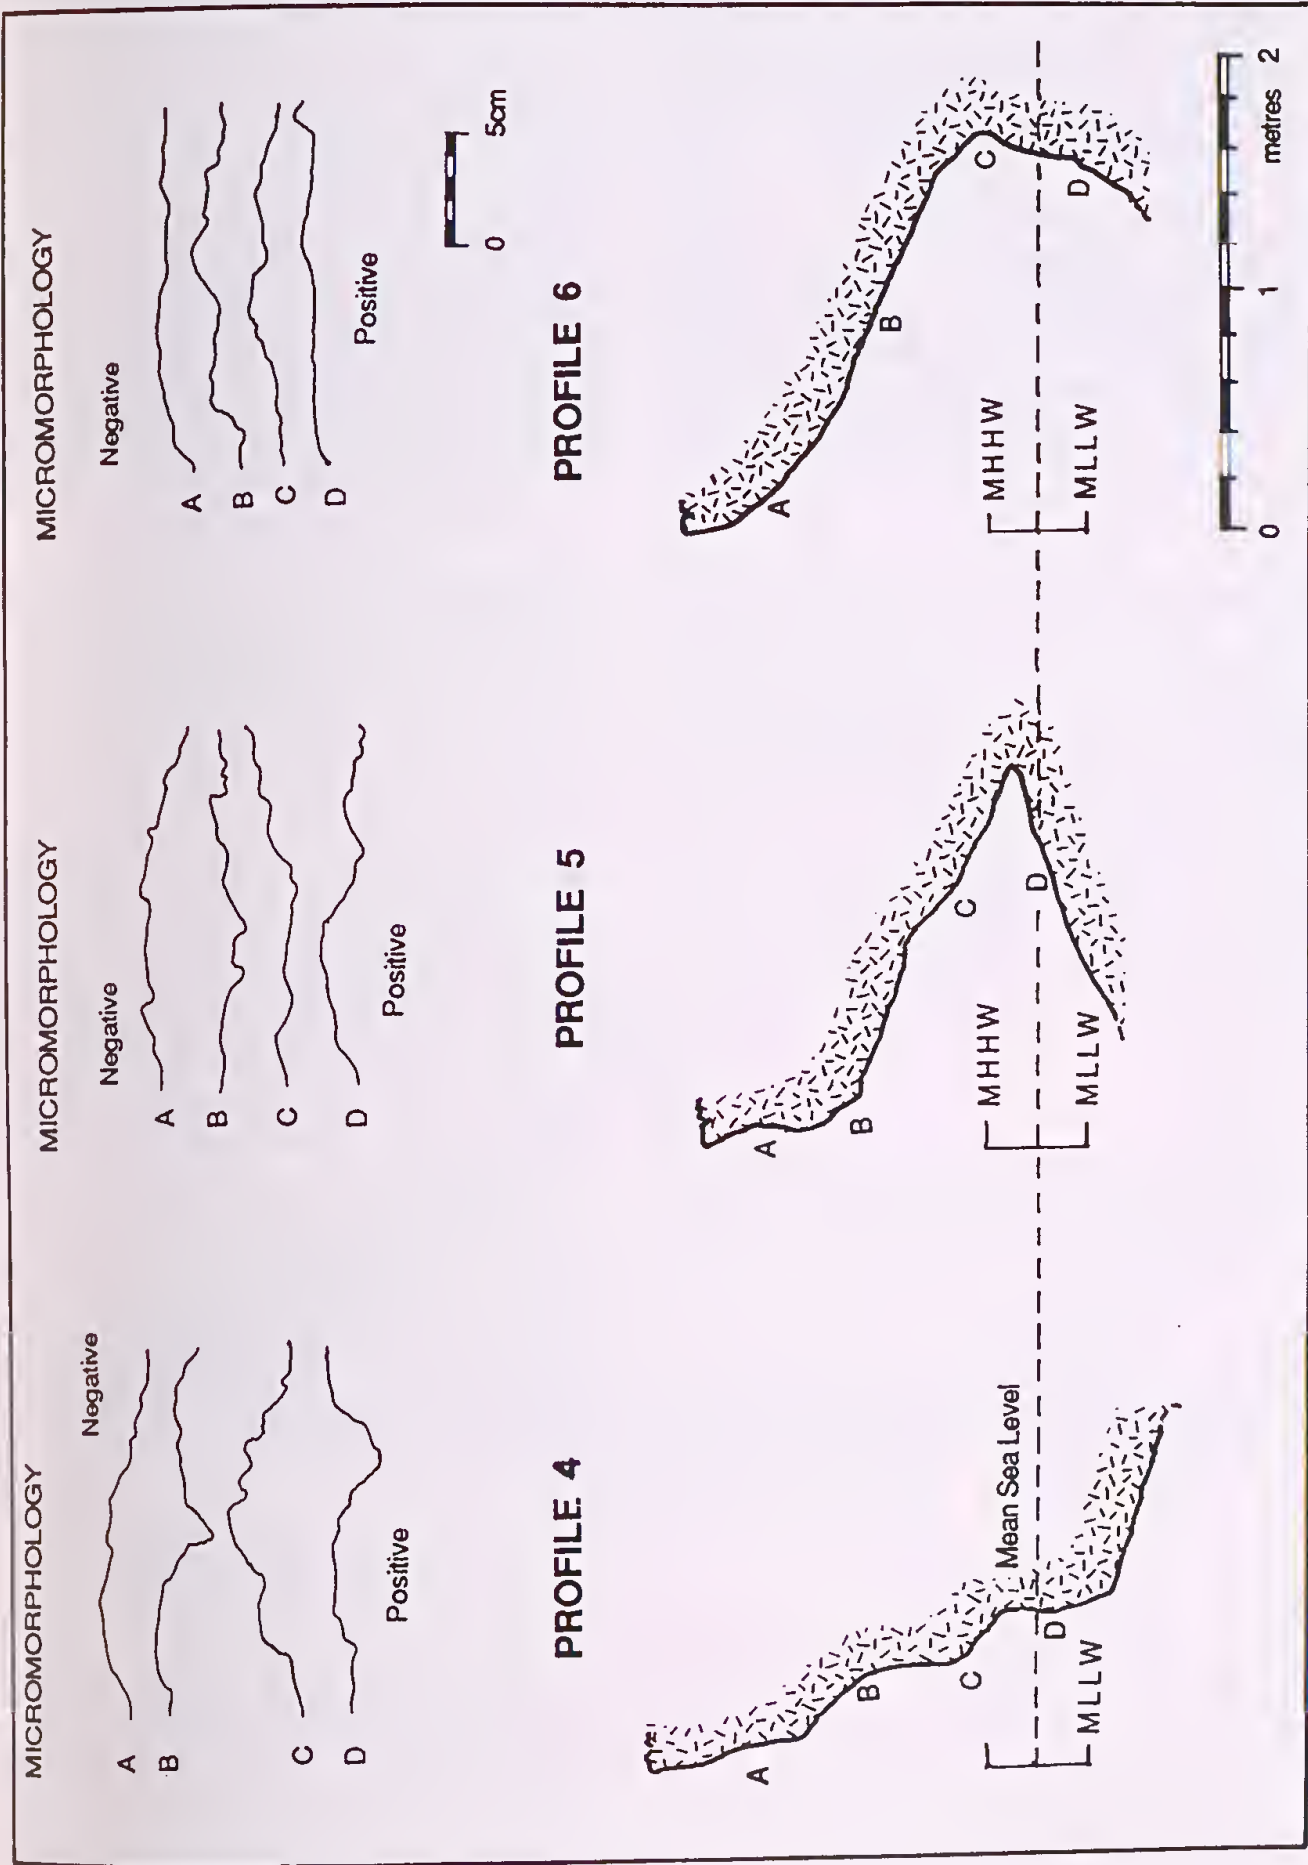 MICROMORPHOLOGY
Negative
A
B
C
D
Positive
PROFILE 4
A
B
C
D
Mean Sea Level
MLLW
MICROMORPHOLOGY
Negative
A
B
C
D
Positive
PROFILE 5
A
B
C
D
MHHW
MLLW
MICROMORPHOLOGY
Negative
A
B
C
D
Positive
0 5cm
PROFILE 6
A
B
C
D
MHHW
MLLW
0 1 metres 2